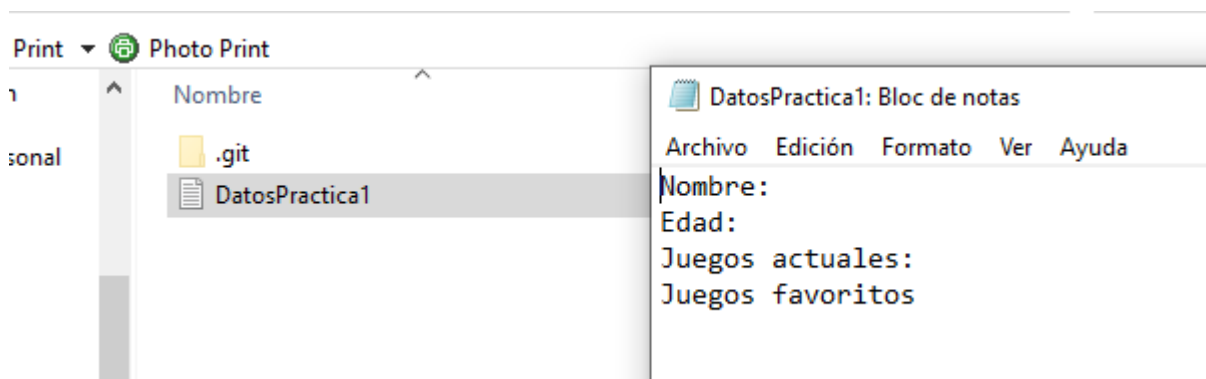 Print Photo Print
Nombre
.git
sonal
DatosPractica1
DatosPractica1: Bloc de notas
Archivo Edición Formato Ver Ayuda
Nombre:
Edad:
Juegos actuales:
Juegos favoritos